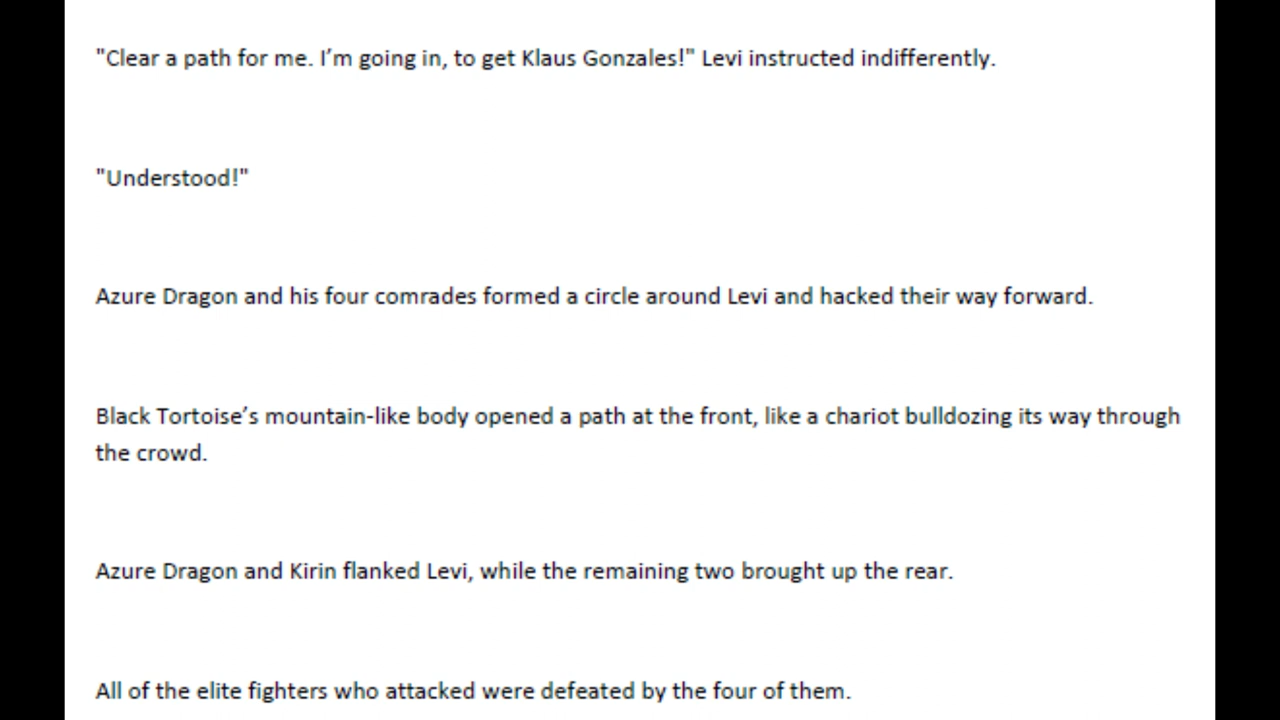 "Clear a path for me. I’m going in, to get Klaus Gonzales!" Levi instructed indifferently.
"Understood!"
Azure Dragon and his four comrades formed a circle around Levi and hacked their way forward.
Black Tortoise’s mountain-like body opened a path at the front, like a chariot bulldozing its way through
the crowd.
Azure Dragon and Kirin flanked Levi, while the remaining two brought up the rear.
All of the elite fighters who attacked were defeated by the four of them.